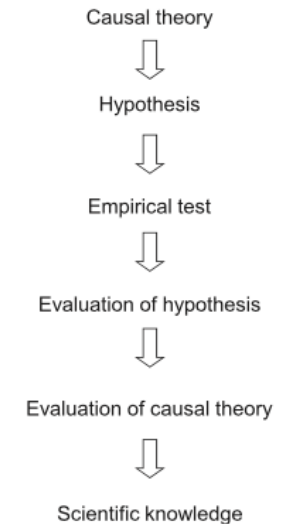 Causal theory
Hypothesis
Empirical test
Evaluation of hypothesis
Evaluation of causal theory
Scientific knowledge